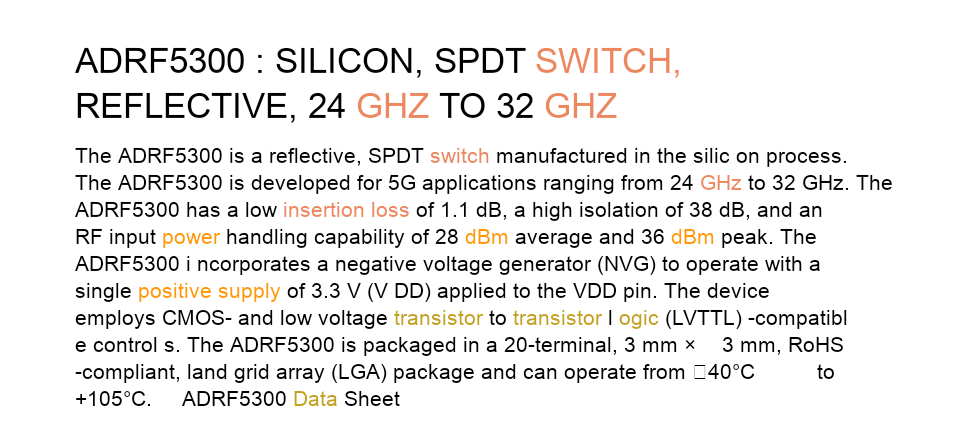 ADRF5300 : SILICON, SPDT SWITCH,
REFLECTIVE, 24 GHZ TO 32 GHZ
The ADRF5300 is a reflective, SPDT switch manufactured in the silic on process.
The ADRF5300 is developed for 5G applications ranging from 24 GHz to 32 GHz. The
ADRF5300 has a low insertion loss of 1.1 dB, a high isolation of 38 dB, and an
RF input power handling capability of 28 dBm average and 36 dBm peak. The
ADRF5300 i ncorporates a negative voltage generator (NVG) to operate with a
single positive supply of 3.3 V (V DD) applied to the VDD pin. The device
employs CMOS- and low voltage transistor to transistor l ogic (LVTTL) -compatibl
e control s. The ADRF5300 is packaged in a 20-terminal, 3 mm × 3 mm, RoHS
-compliant, land grid array (LGA) package and can operate from □40°C to
+105°C. ADRF5300 Data Sheet